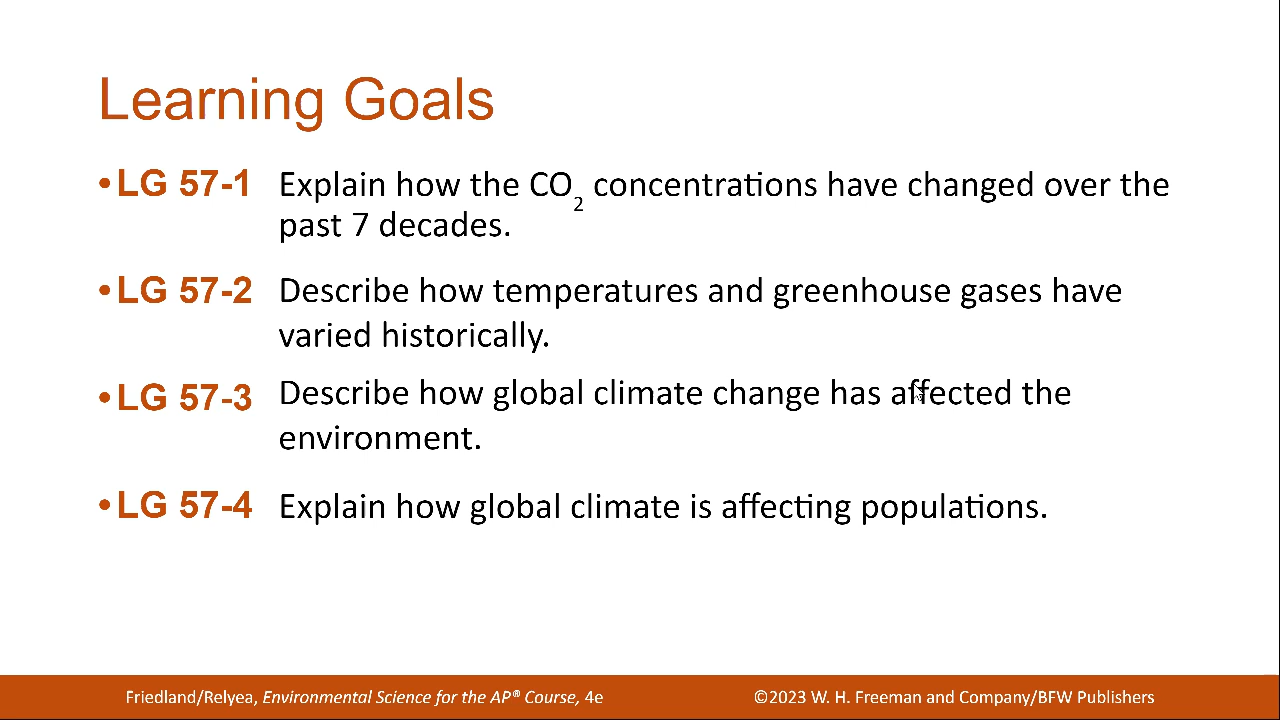 Learning Goals
•LG 57-1 Explain how the CO₂ concentrations have changed over the
past 7 decades.
•LG 57-2 Describe how temperatures and greenhouse gases have
varied historically.
•LG 57-3 Describe how global climate change has affected the
environment.
•LG 57-4 Explain how global climate is affecting populations.
Friedland/Relyea, Environmental Science for the AP® Course, 4e ©2023 W. H. Freeman and Company/BFW Publishers